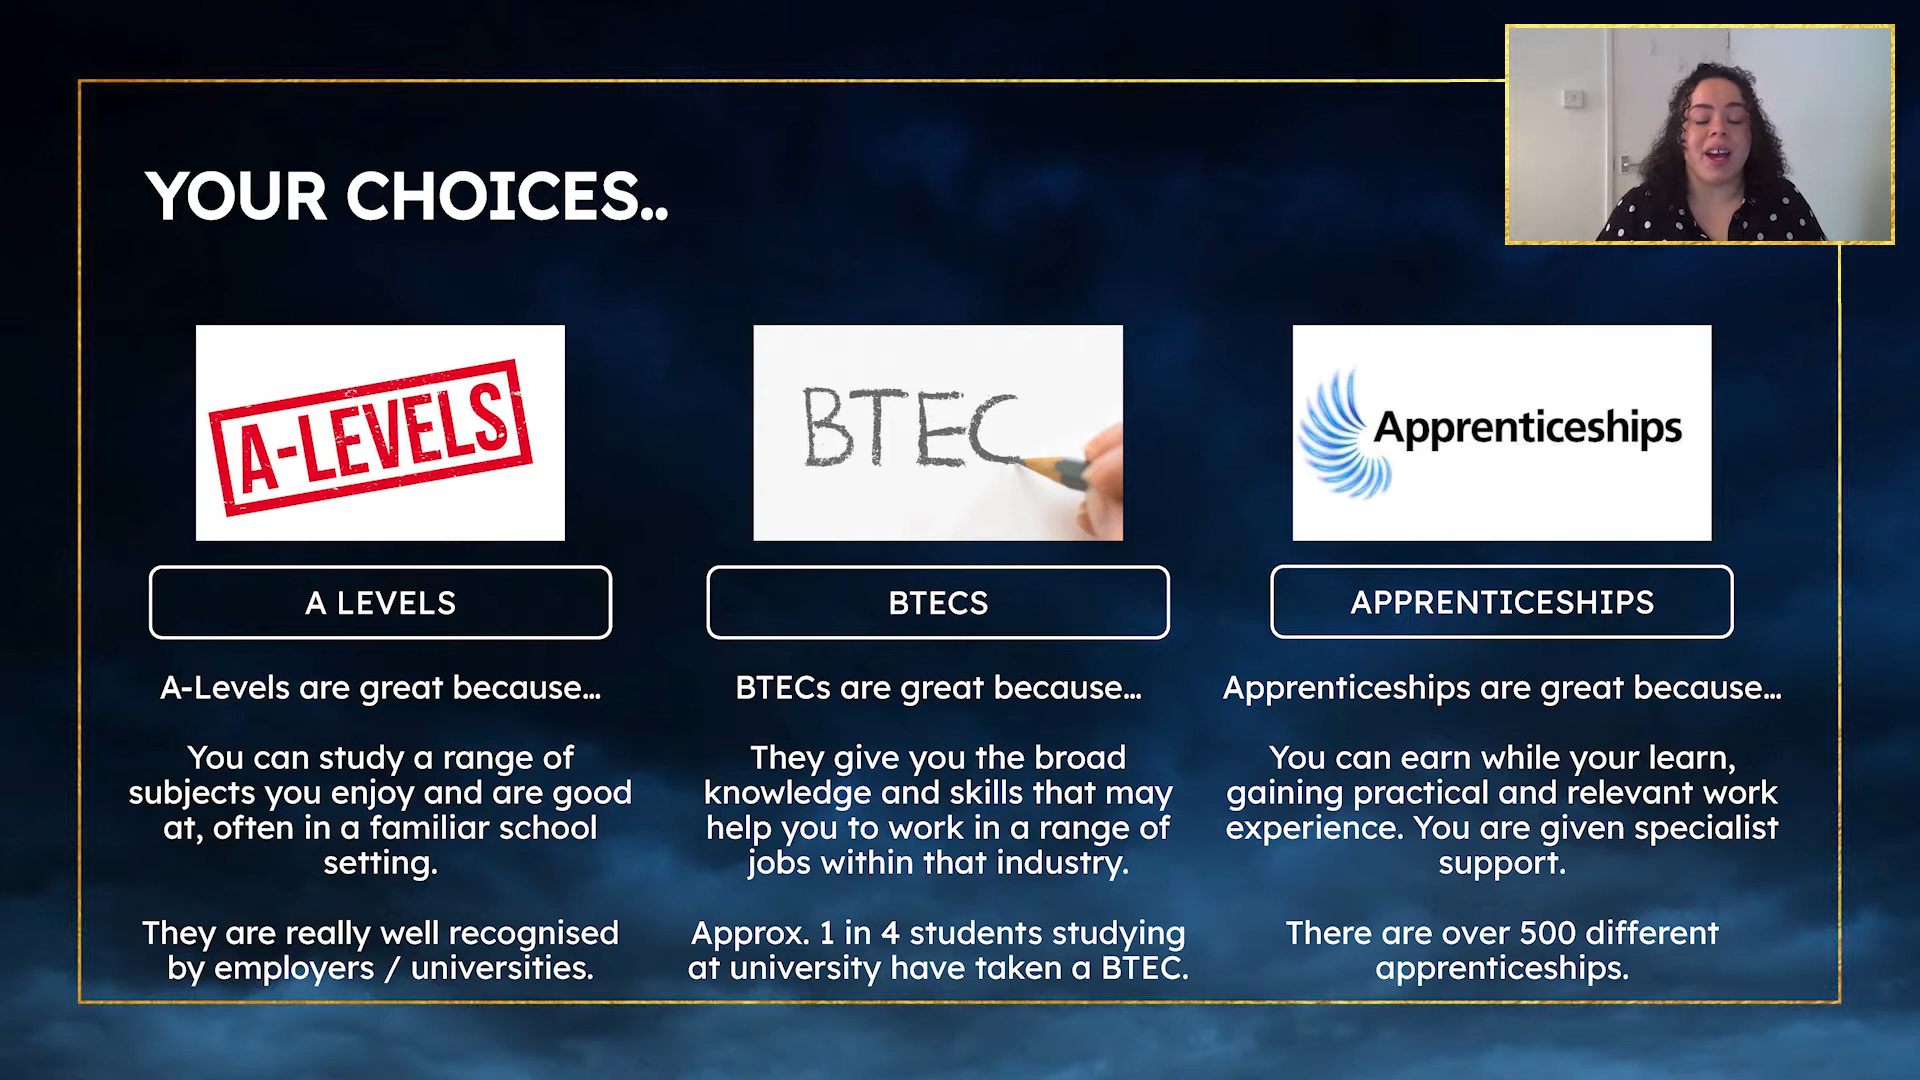 YOUR CHOICES..
A-LEVELS
BTEC
Apprenticeships
A LEVELS
BTECS
APPRENTICESHIPS
A-Levels are great because...
You can study a range of
subjects you enjoy and are good
at, often in a familiar school
setting.
They are really well recognised
by employers / universities.
BTECs are great because...
They give you the broad
knowledge and skills that may
help you to work in a range of
jobs within that industry.
Approx. 1 in 4 students studying
at university have taken a BTEC.
Apprenticeships are great because...
You can earn while your learn,
gaining practical and relevant work
experience. You are given specialist
support.
There are over 500 different
apprenticeships.